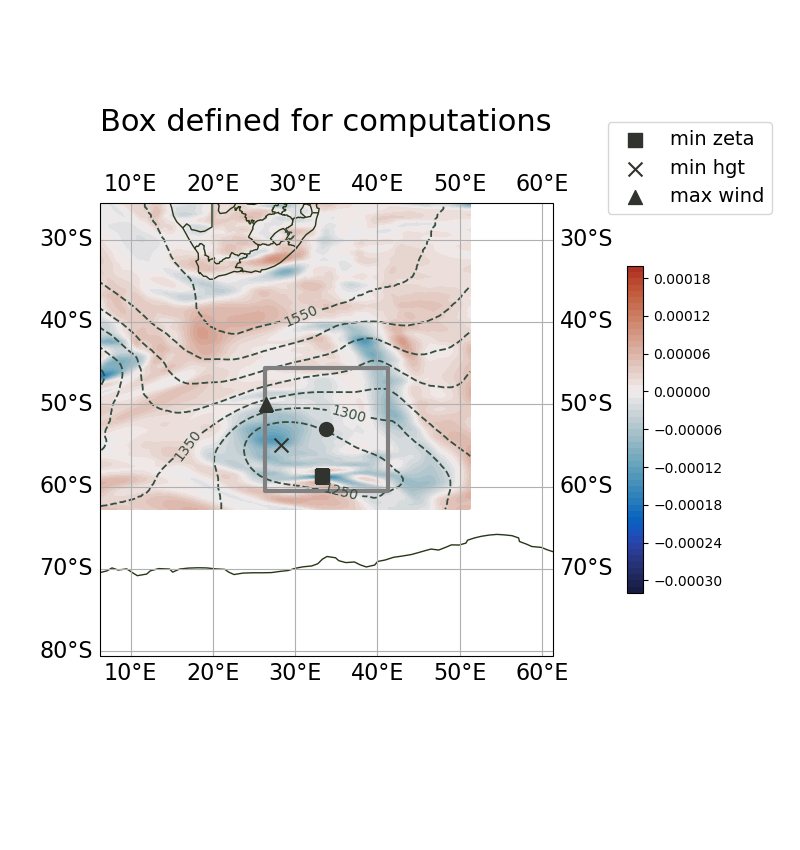 Box defined for computations
min zeta
min hgt
max wind
10°E 20°E 30°E 40°E 50°E 60°E
30°S 30°S
40°S 40°S
50°S 50°S
60°S 60°S
70°S 70°S
80°S
10°E 20°E 30°E 40°E 50°E 60°E
1550
1300
1350
1250
0.00018
0.00012
0.00006
0.00000
−0.00006
−0.00012
−0.00018
−0.00024
−0.00030